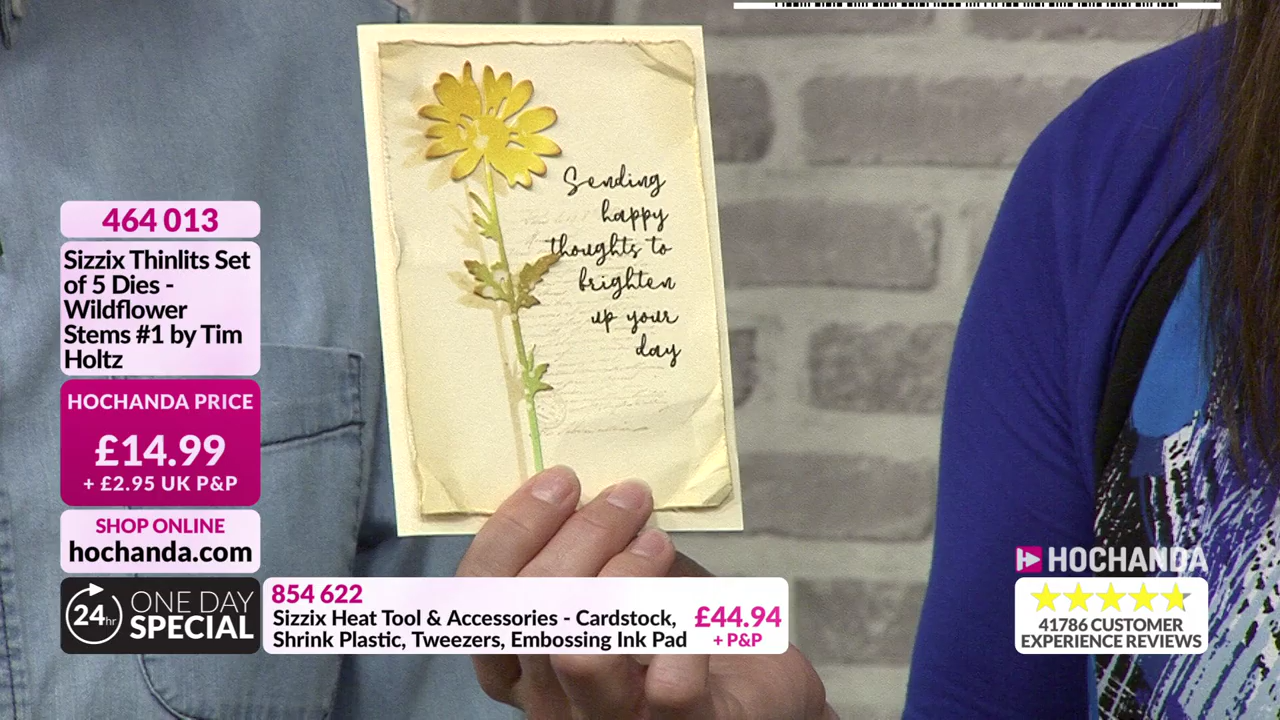 Sending
happy
thoughts to
brighten
up your
day
464 013
Sizzix Thinlits Set
of 5 Dies -
Wildflower
Stems #1 by Tim
Holtz
HOCHANDA PRICE
£14.99
+ £2.95 UK P&P
SHOP ONLINE
hochanda.com
24hr
ONE DAY
SPECIAL
854 622
Sizzix Heat Tool & Accessories - Cardstock,
Shrink Plastic, Tweezers, Embossing Ink Pad
£44.94
+ P&P
HOCHANDA
41786 CUSTOMER
EXPERIENCE REVIEWS